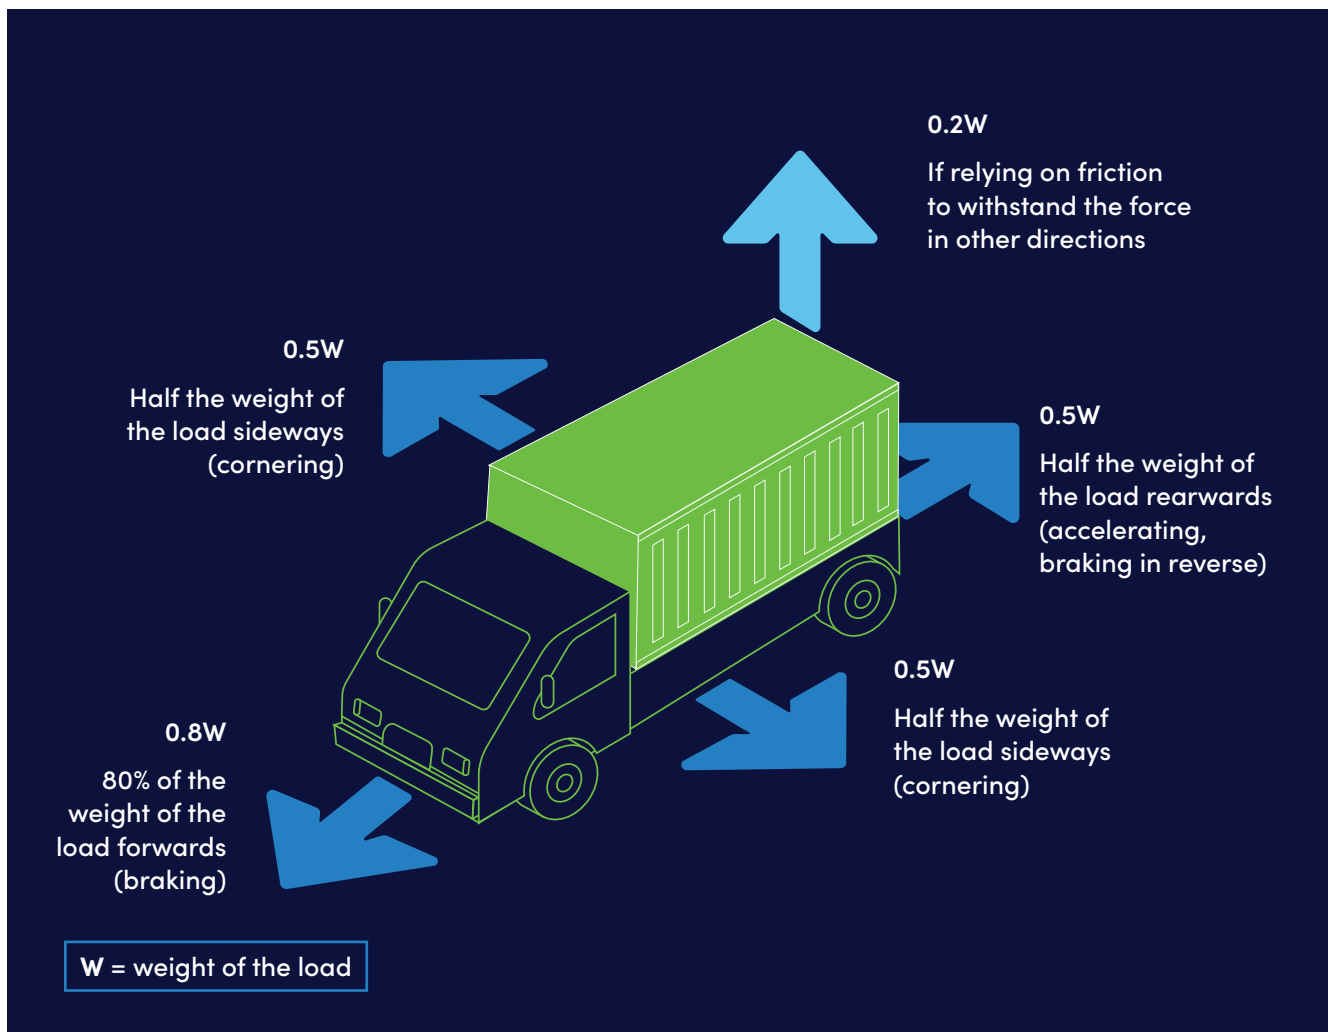 0.2W
If relying on friction
to withstand the force
in other directions
0.5W
Half the weight of
the load sideways
(cornering)
0.5W
Half the weight of
the load rearwards
(accelerating,
braking in reverse)
0.5W
Half the weight of
the load sideways
(cornering)
0.8W
80% of the
weight of the
load forwards
(braking)
W = weight of the load